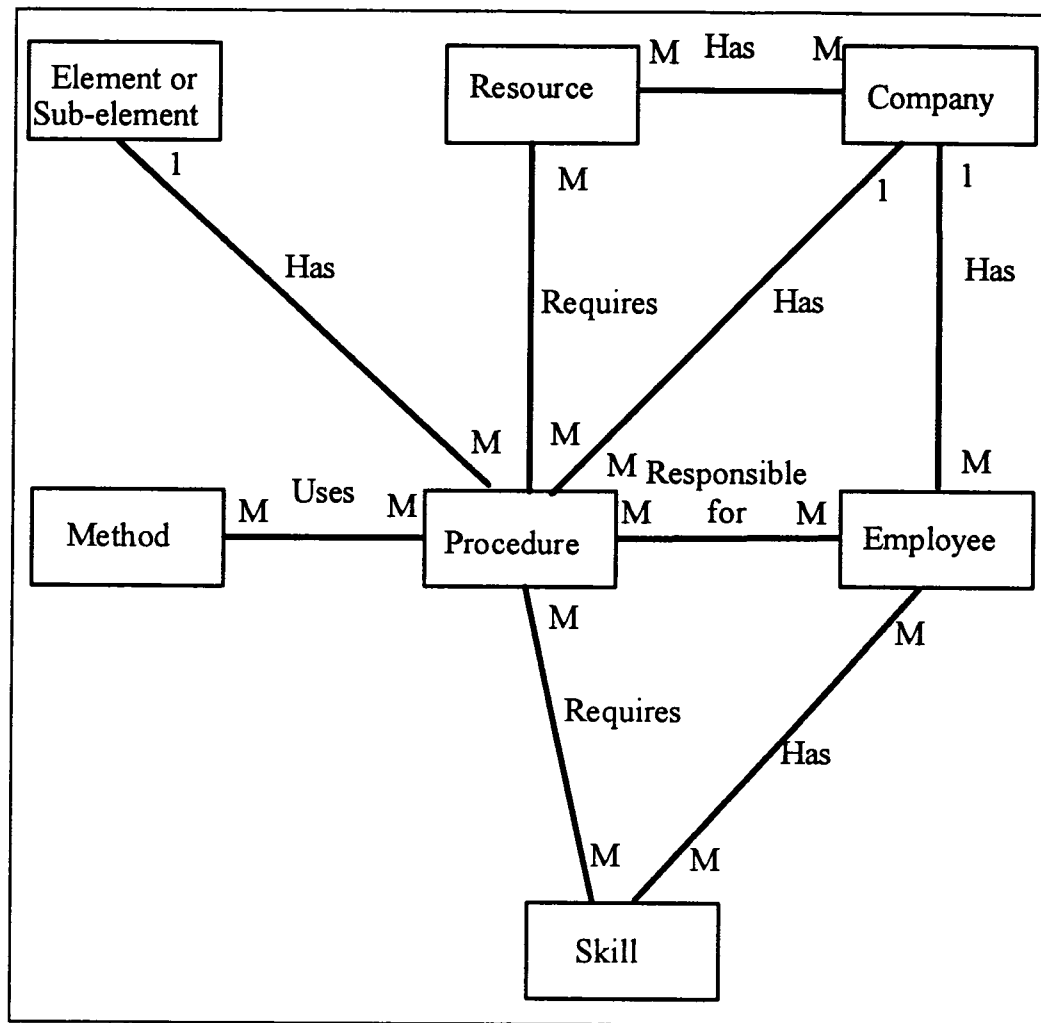 Element or
Sub-element
Resource
M Has M
Company
1
M
1
1
Has
Requires
Has
Has
M
M
M
M
Method
M Uses M
Procedure
M Responsible
for M
Employee
M
M
Requires
Has
M
M
Skill